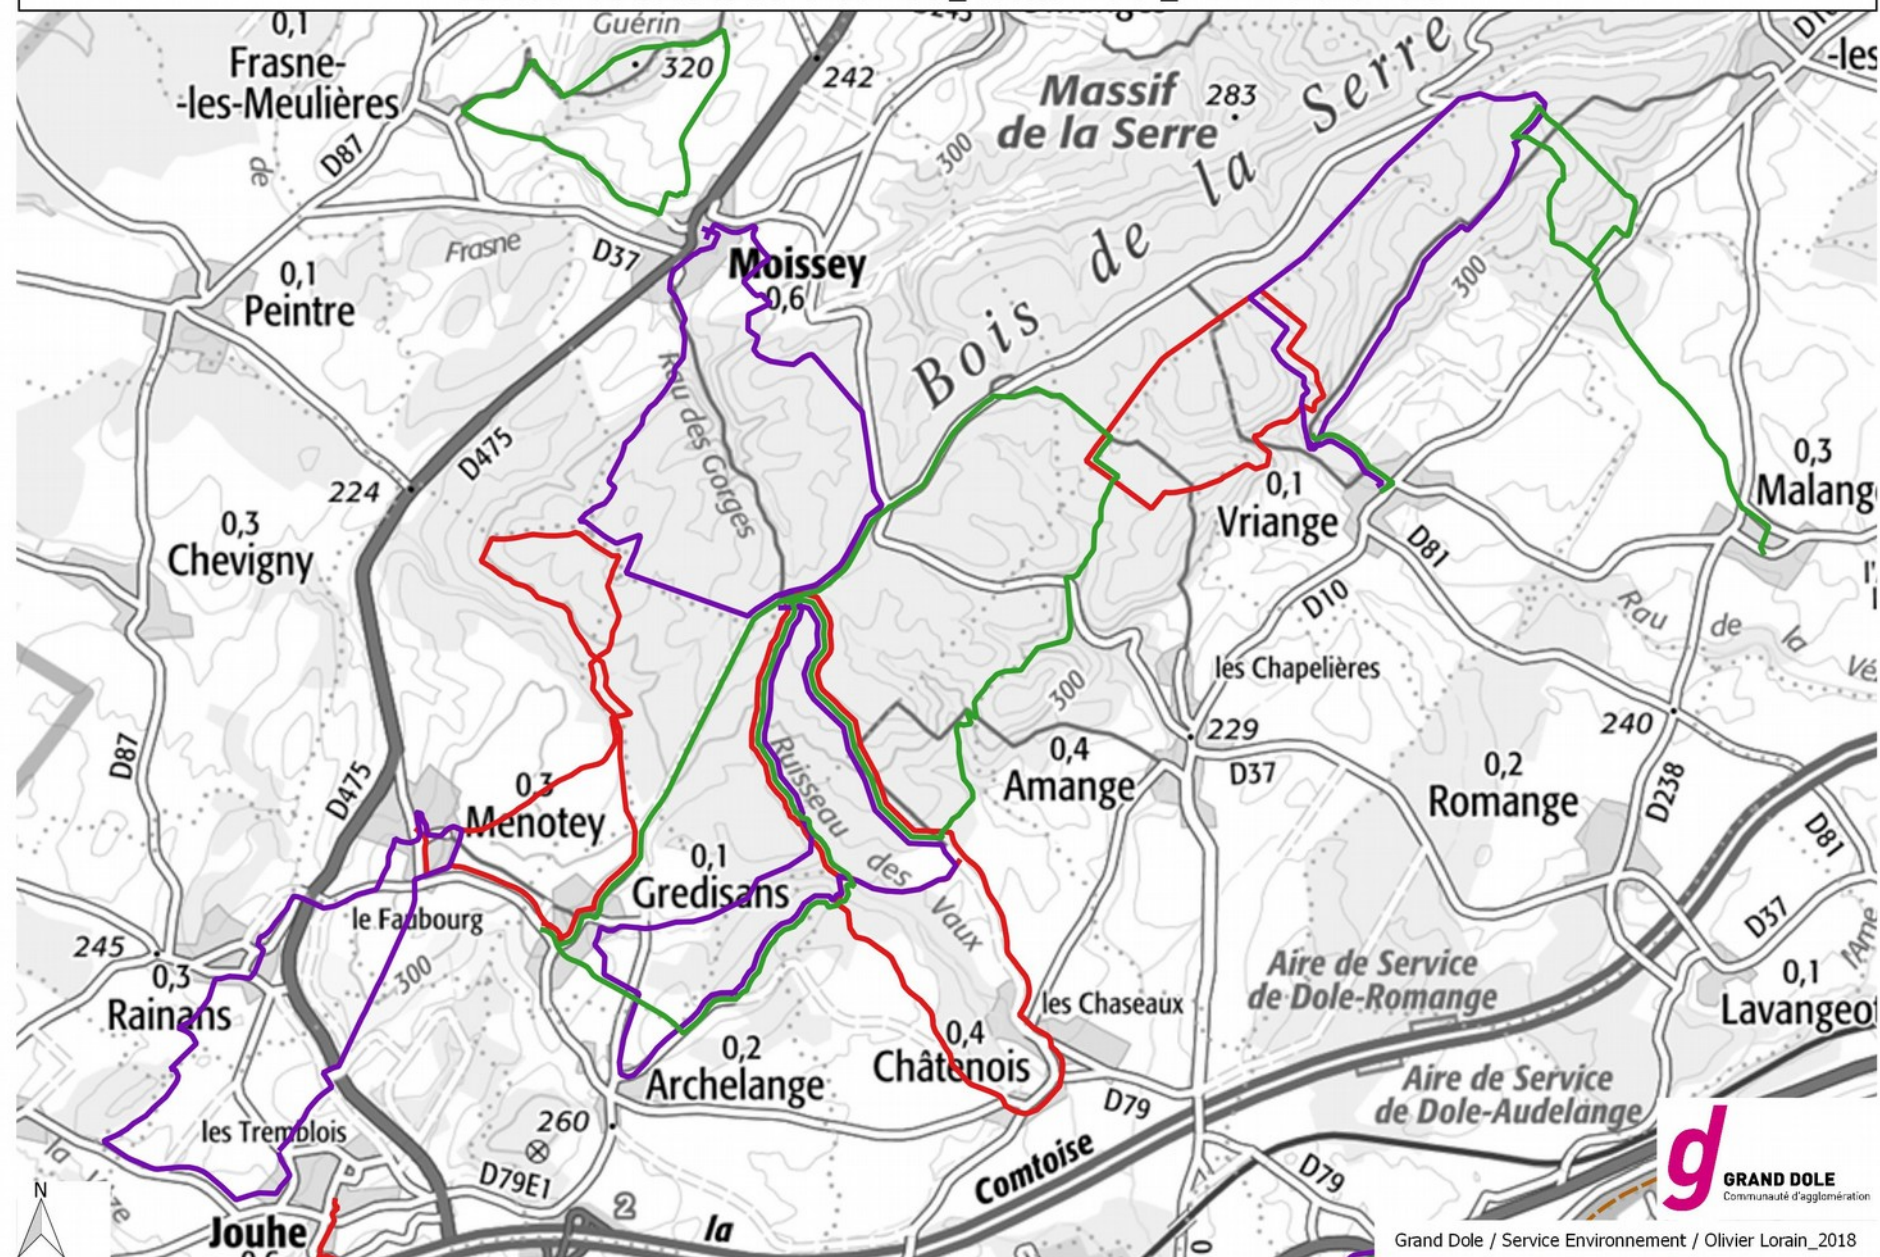 0,1
Frasne-
-les-Meulières
Guérin
320
242
Massif
de la Serre
283
300
Bois de la Serre
D87
de
Frasne
D37
0,1
Peintre
Moissey
0,6
Rau des Gorges
300
D475
224
0,3
Chevigny
0,1
Vriange
0,3
D81
D10
Rau de la
les Chapelières
300
229
D37
240
D238
0,2
Romange
D81
D87
D475
0,3
Menotey
0,4
Amange
Ruisseau des Vaux
0,1
Gredisans
le Faubourg
245
0,3
Rainans
300
D37
Aire de Service
de Dole-Romange
0,1
les Chaseaux
0,4
Châtenois
0,2
Archelange
Aire de Service
de Dole-Audelange
les Tremblois
260
D79
D79E1
Comtoise
D79
2
la
N
Jouhe
GRAND DOLE
Communauté d'agglomération
Grand Dole / Service Environnement / Olivier Lorain_2018